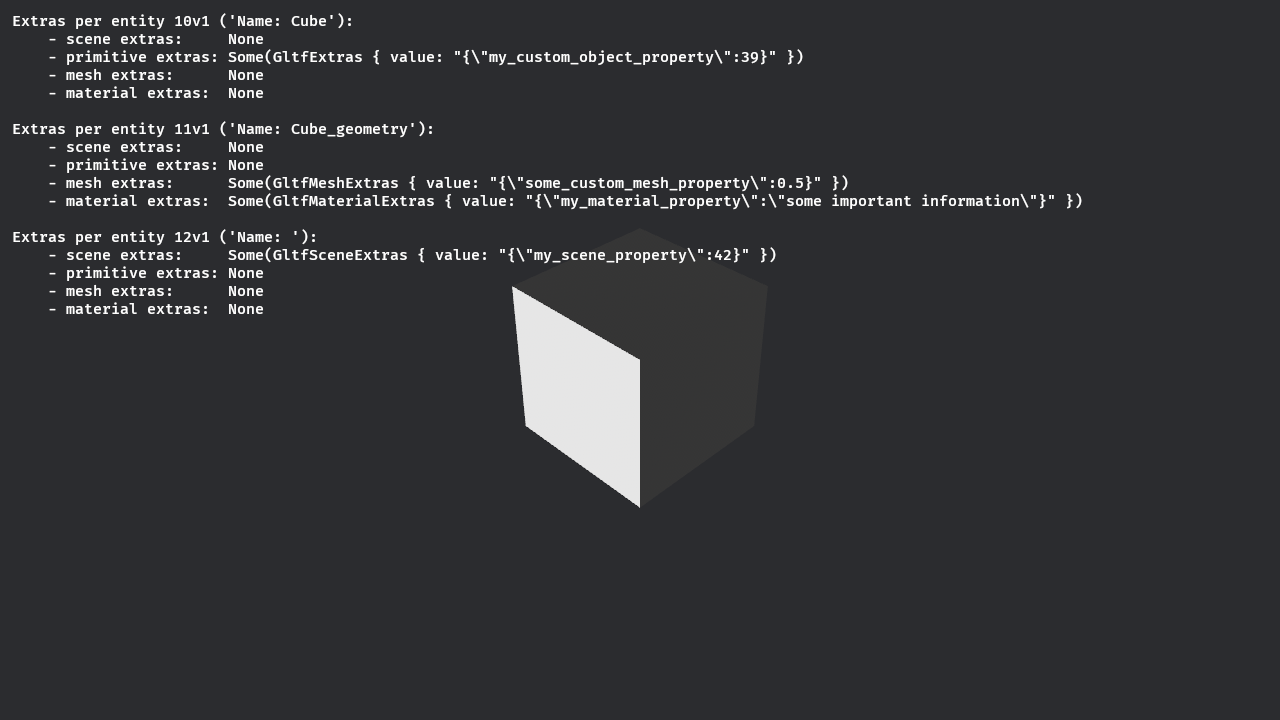 Extras per entity 10v1 ('Name: Cube'):
    - scene extras:     None
    - primitive extras: Some(GltfExtras { value: "{\"my_custom_object_property\":39}" })
    - mesh extras:      None
    - material extras:  None

Extras per entity 11v1 ('Name: Cube_geometry'):
    - scene extras:     None
    - primitive extras: None
    - mesh extras:      Some(GltfMeshExtras { value: "{\"some_custom_mesh_property\":0.5}" })
    - material extras:  Some(GltfMaterialExtras { value: "{\"my_material_property\":\"some important information\"}" })

Extras per entity 12v1 ('Name: '):
    - scene extras:     Some(GltfSceneExtras { value: "{\"my_scene_property\":42}" })
    - primitive extras: None
    - mesh extras:      None
    - material extras:  None